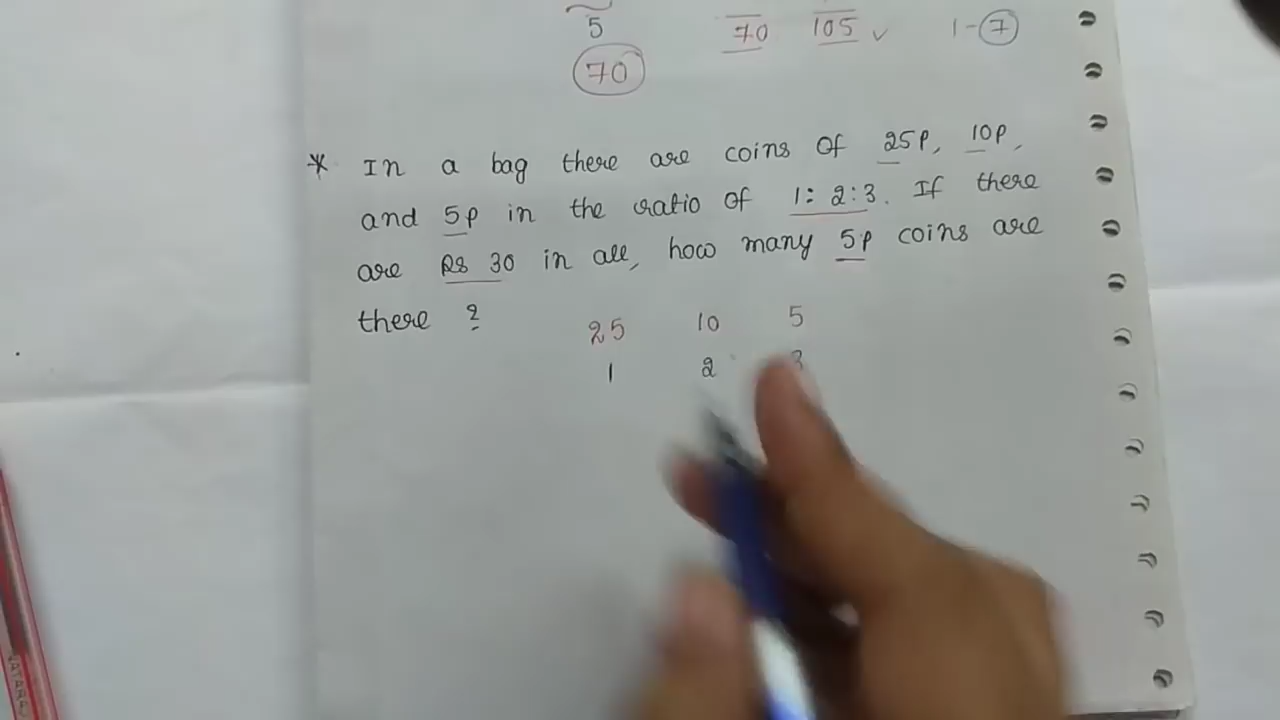 5 70 105 ✓ 1-7
70
* In a bag there are coins of 25p, 10p,
and 5p in the ratio of 1:2:3. If there
are Rs 30 in all, how many 5p coins are
there ?
25 10 5
1 2 3
NATARAJ